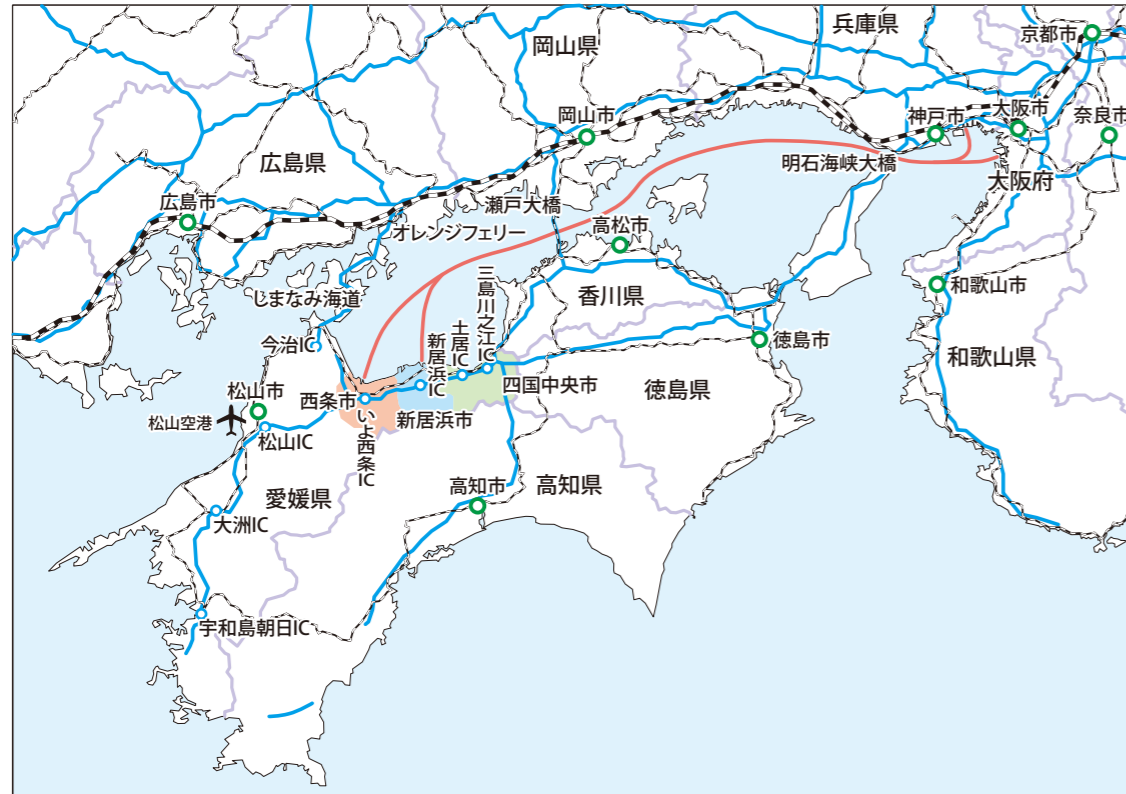 兵庫県
京都市
岡山県
岡山市
神戸市
大阪市
奈良市
広島県
明石海峡大橋
大阪府
広島市
瀬戸大橋
オレンジフェリー
高松市
三島川之江IC
しまなみ海道
香川県
和歌山市
土居IC
新居浜IC
今治IC
徳島市
和歌山県
四国中央市
徳島県
松山市
西条市
新居浜市
松山空港
松山IC
いよ西条IC
愛媛県
高知市
高知県
大洲IC
宇和島朝日IC